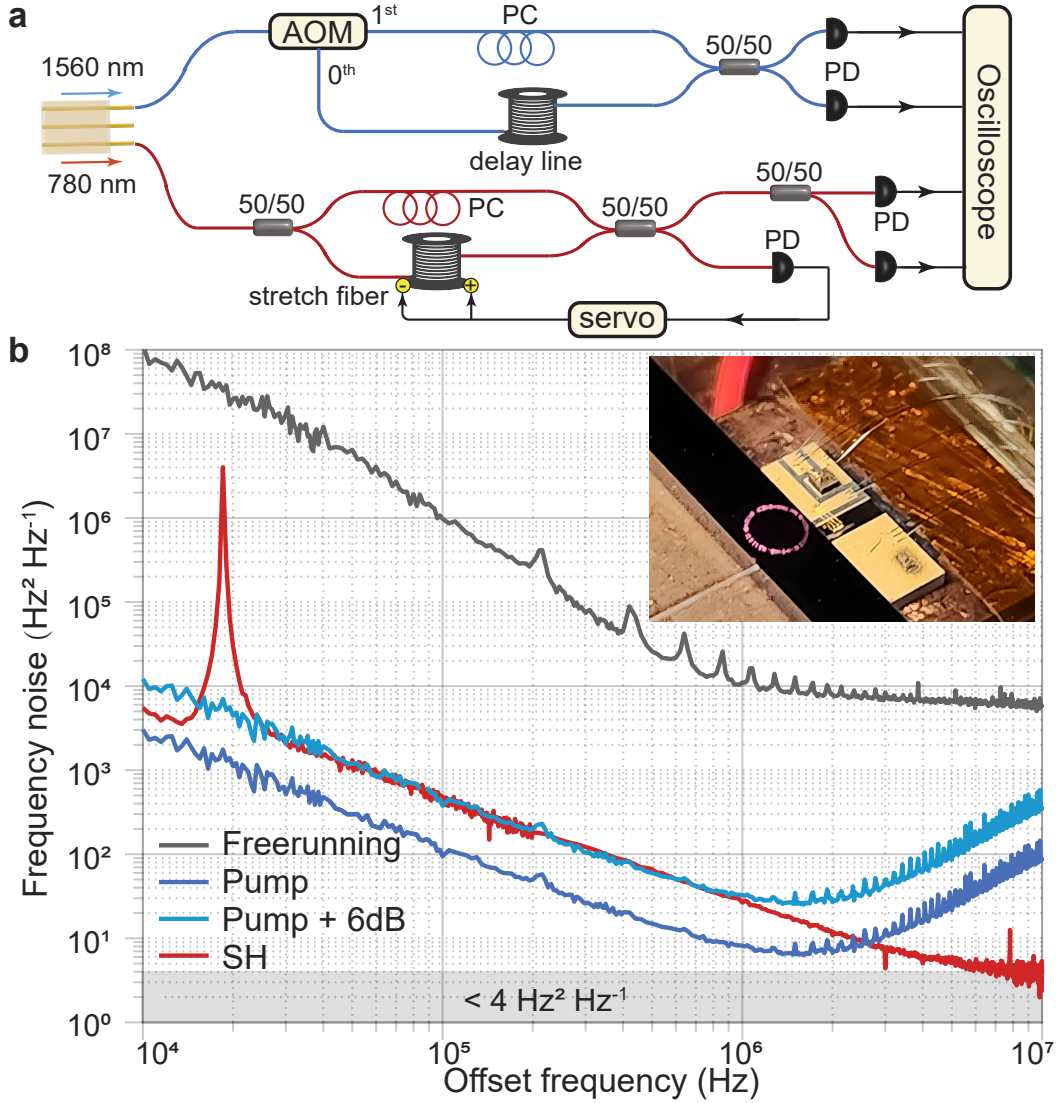 a
AOM
1st
0th
PC
50/50
PD
1560 nm
780 nm
delay line
Oscilloscope
50/50
PC
50/50
50/50
PD
PD
stretch fiber
-
+
servo
b
Frequency noise (Hz² Hz⁻¹)
10⁸
10⁷
10⁶
10⁵
10⁴
10³
10²
10¹
10⁰
Freerunning
Pump
Pump + 6dB
SH
< 4 Hz² Hz⁻¹
10⁴
10⁵
10⁶
10⁷
Offset frequency (Hz)